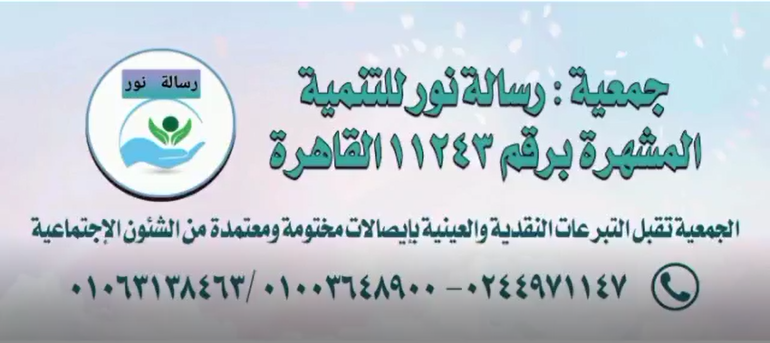 رسالة نور
جمعية : رسالة نور للتنمية
المشهرة برقم ١١٢٤٣ القاهرة
الجمعية تقبل التبرعات النقدية والعينية بإيصالات مختومة ومعتمدة من الشئون الإجتماعية
٠٢٤٤٩٧١١٤٧ - ٠١٠٠٣٦٤٨٩٠٠ / ٠١٠٦٣١٣٨٤٦٣